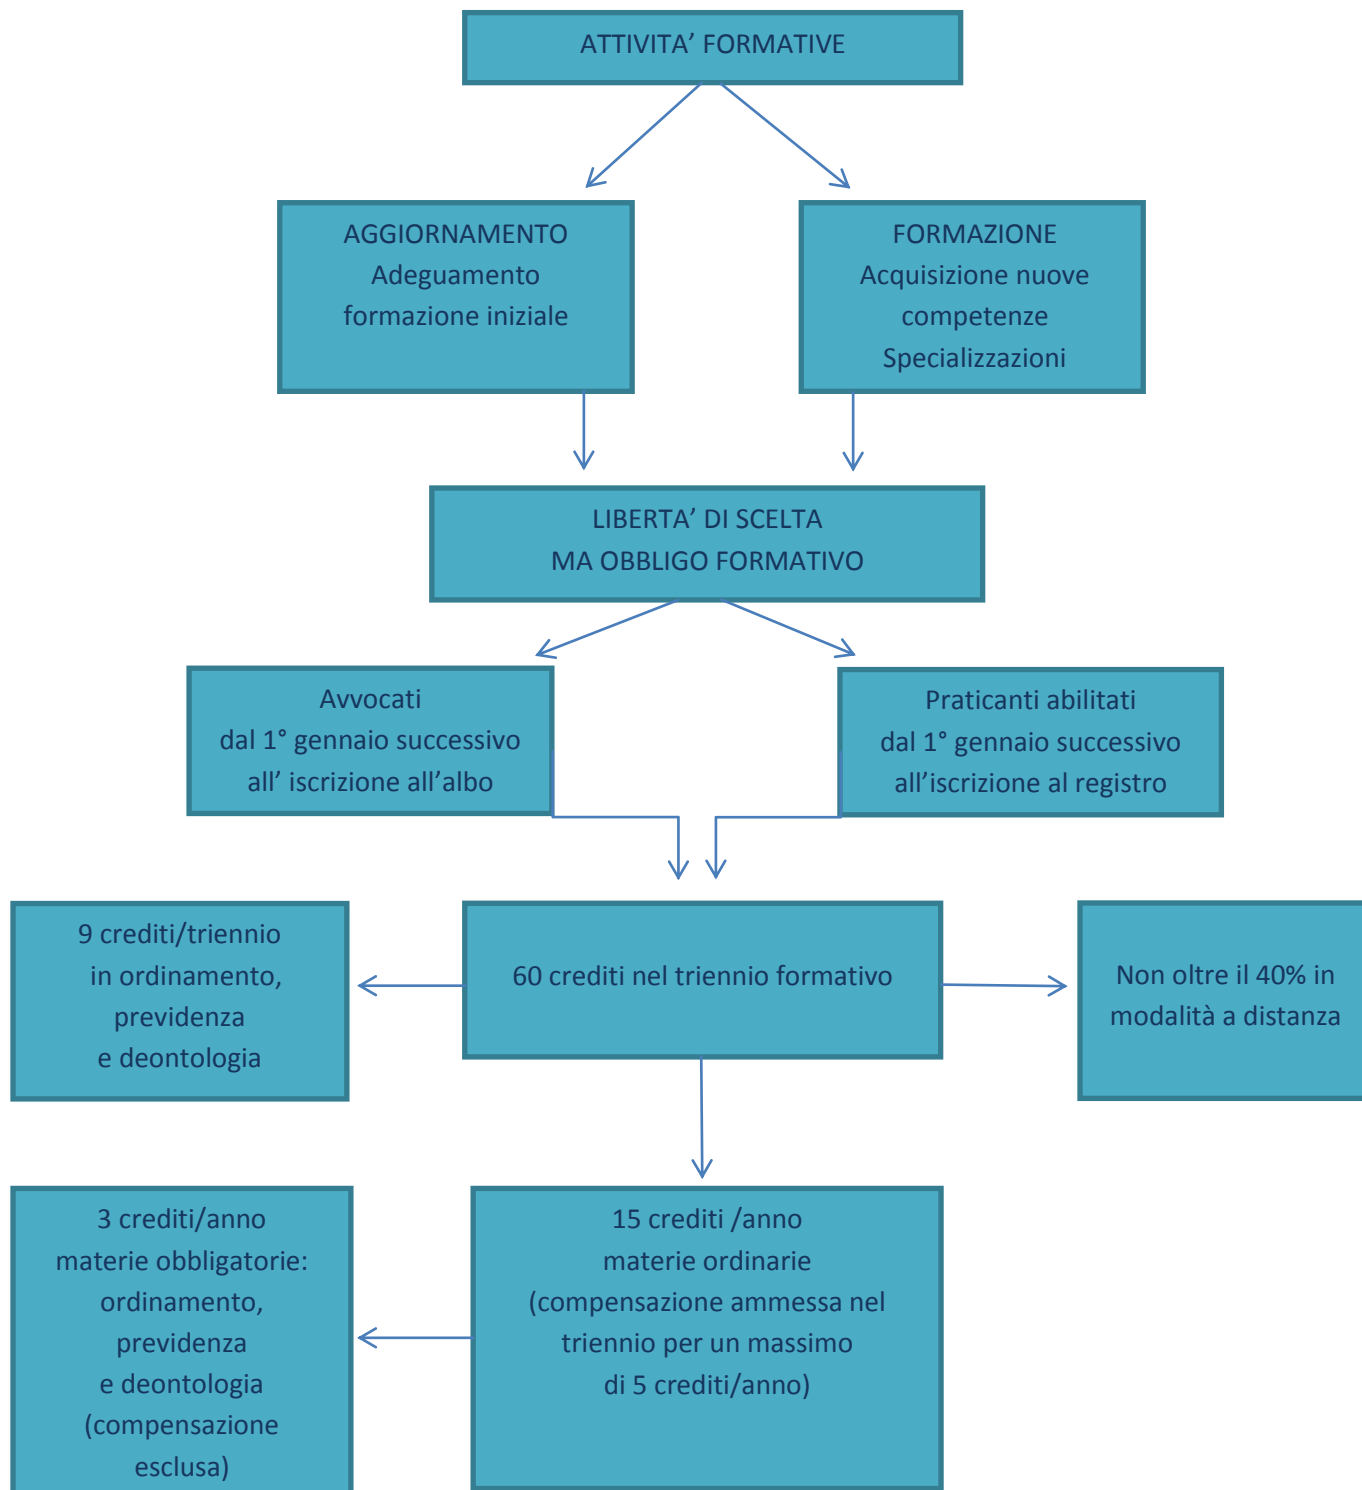 ATTIVITA’ FORMATIVE
AGGIORNAMENTO
Adeguamento
formazione iniziale
FORMAZIONE
Acquisizione nuove
competenze
Specializzazioni
LIBERTA’ DI SCELTA
MA OBBLIGO FORMATIVO
Avvocati
dal 1° gennaio successivo
all’ iscrizione all’albo
Praticanti abilitati
dal 1° gennaio successivo
all’iscrizione al registro
9 crediti/triennio
in ordinamento,
previdenza
e deontologia
60 crediti nel triennio formativo
Non oltre il 40% in
modalità a distanza
3 crediti/anno
materie obbligatorie:
ordinamento,
previdenza
e deontologia
(compensazione
esclusa)
15 crediti /anno
materie ordinarie
(compensazione ammessa nel
triennio per un massimo
di 5 crediti/anno)